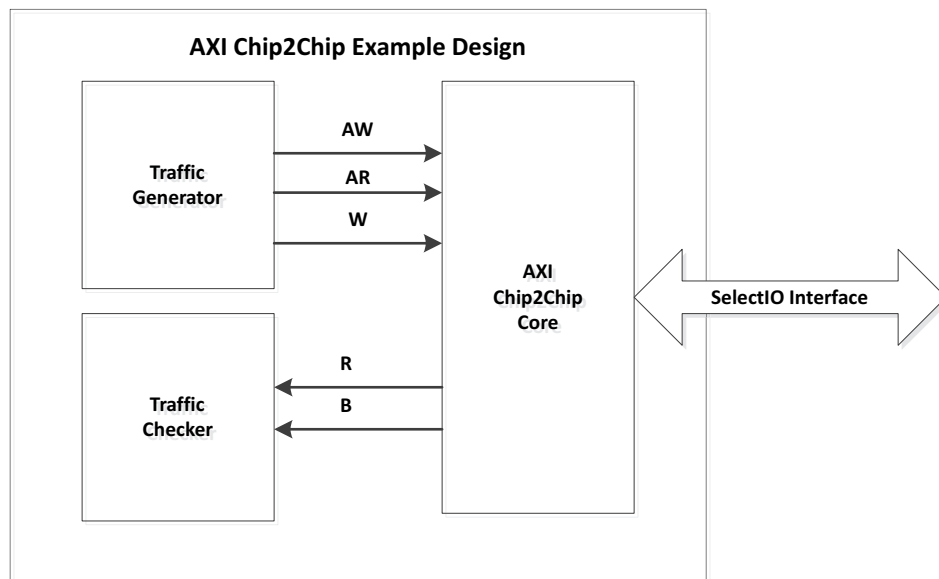 AXI Chip2Chip Example Design
Traffic
Generator
AW
AR
W
AXI
Chip2Chip
Core
SelectIO Interface
Traffic
Checker
R
B